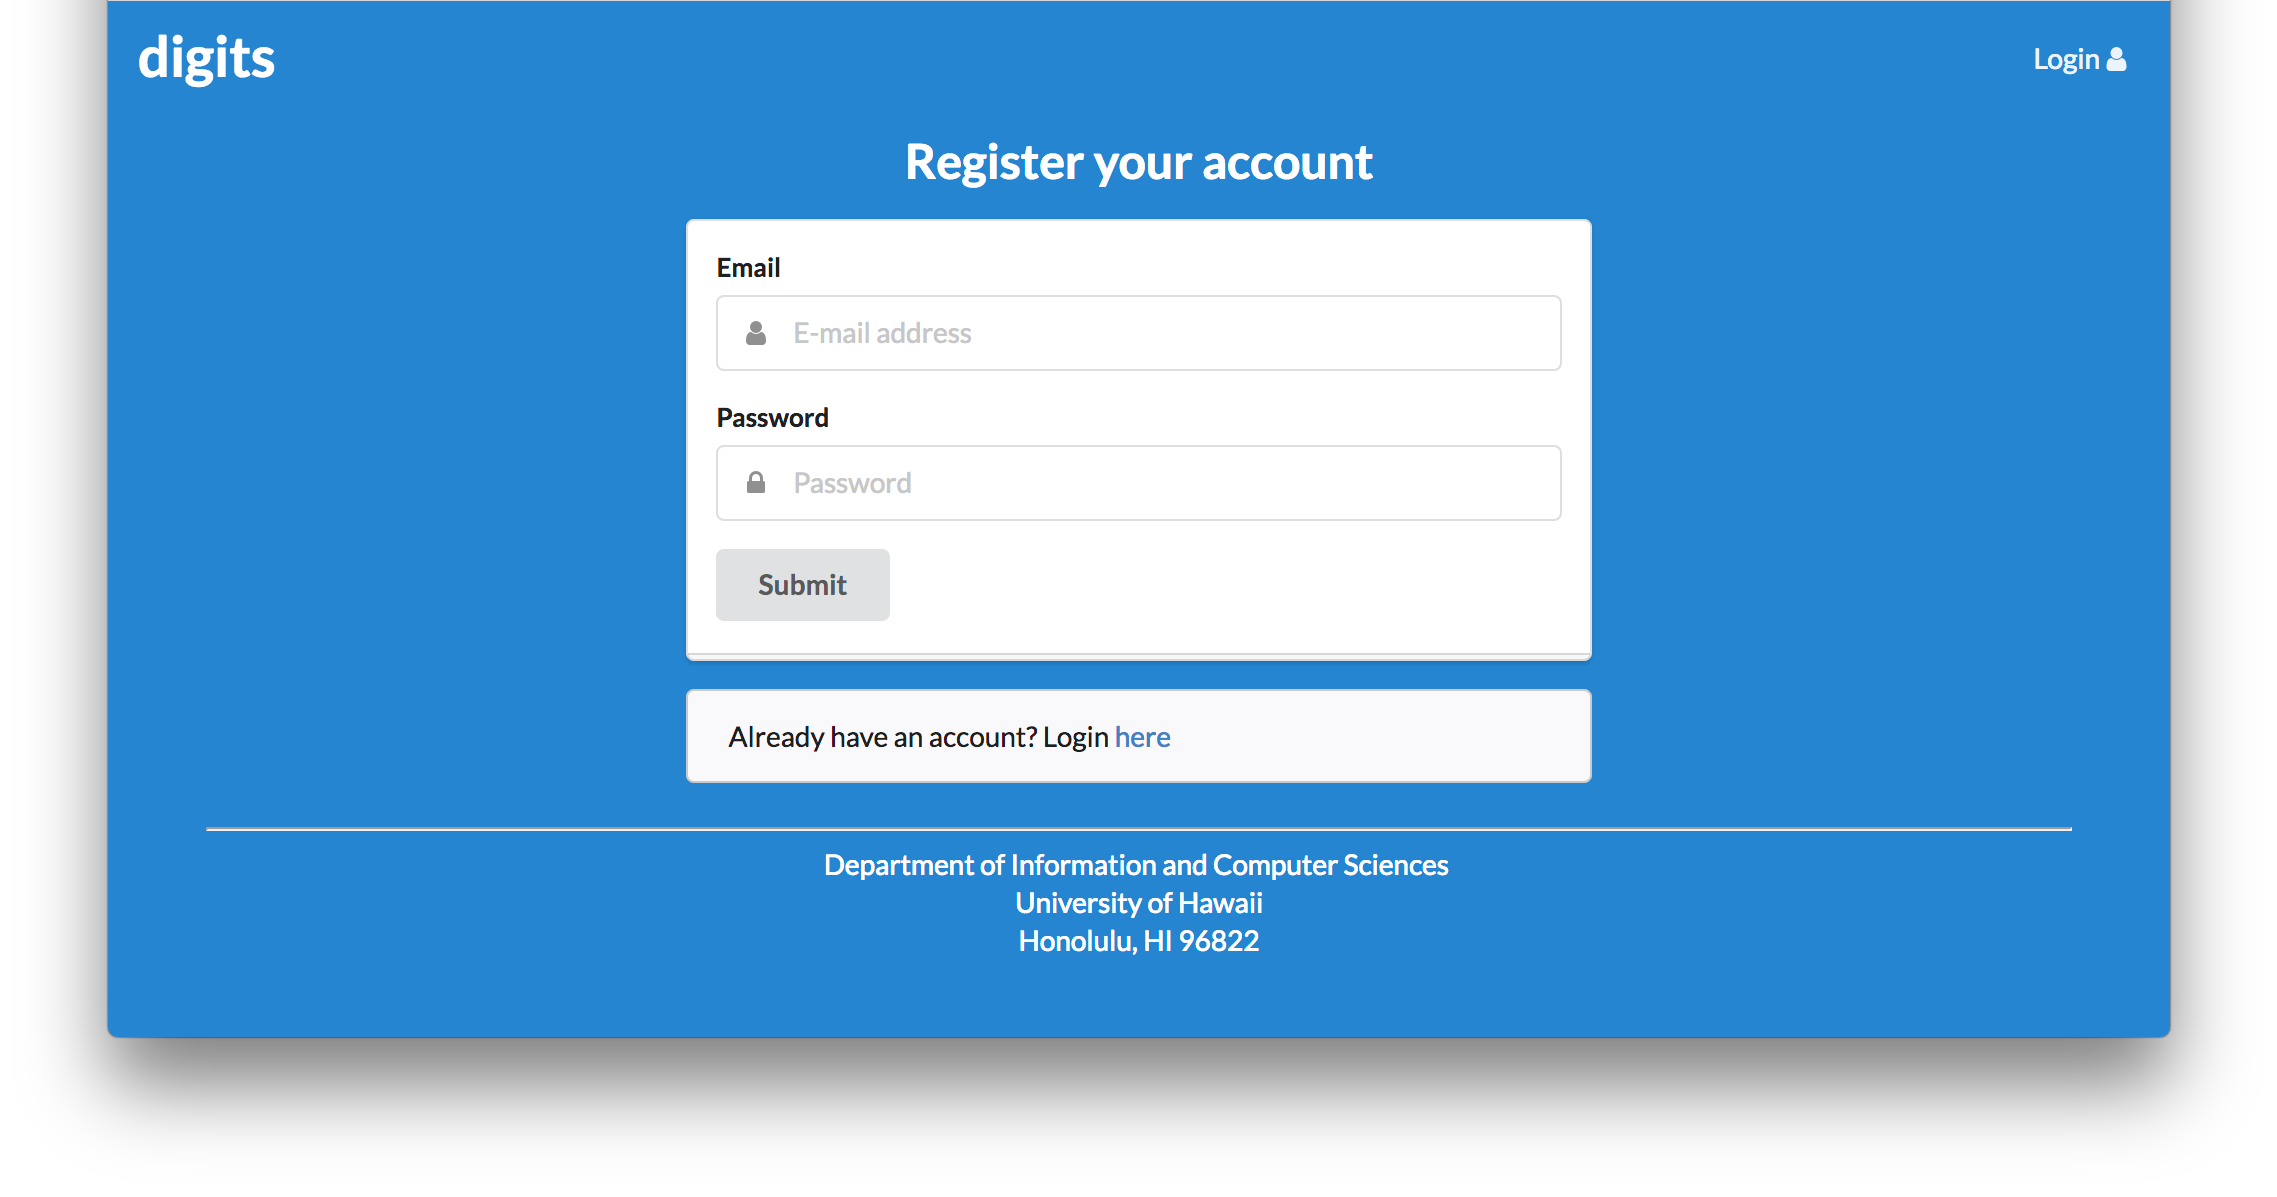 digits
Login
Register your account
Email
E-mail address
Password
Password
Submit
Already have an account? Login here
Department of Information and Computer Sciences
University of Hawaii
Honolulu, HI 96822